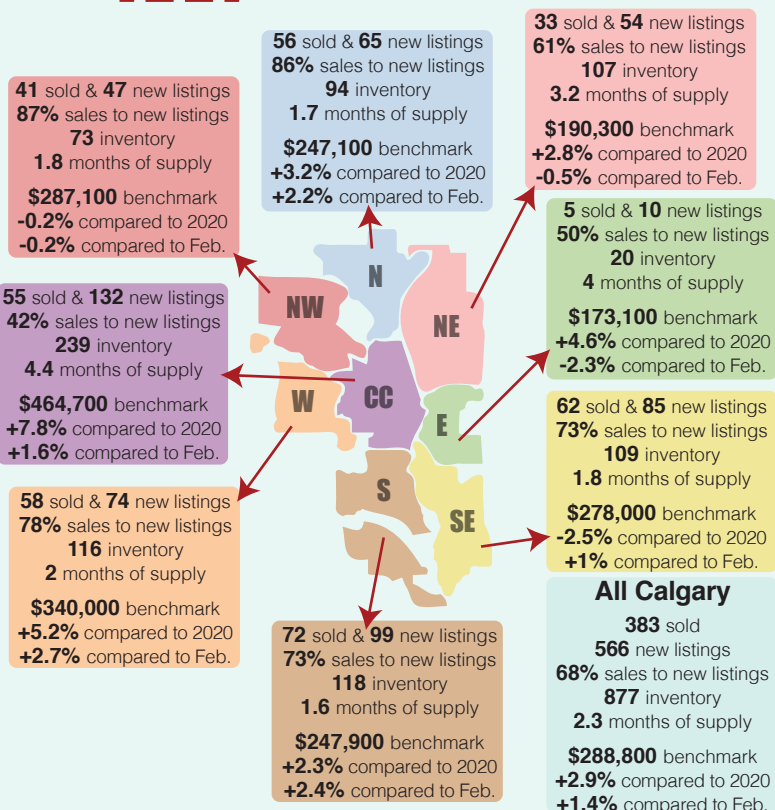 41 sold & 47 new listings
87% sales to new listings
73 inventory
1.8 months of supply
$287,100 benchmark
-0.2% compared to 2020
-0.2% compared to Feb.
56 sold & 65 new listings
86% sales to new listings
94 inventory
1.7 months of supply
$247,100 benchmark
+3.2% compared to 2020
+2.2% compared to Feb.
33 sold & 54 new listings
61% sales to new listings
107 inventory
3.2 months of supply
$190,300 benchmark
+2.8% compared to 2020
-0.5% compared to Feb.
5 sold & 10 new listings
50% sales to new listings
20 inventory
4 months of supply
$173,100 benchmark
+4.6% compared to 2020
-2.3% compared to Feb.
55 sold & 132 new listings
42% sales to new listings
239 inventory
4.4 months of supply
$464,700 benchmark
+7.8% compared to 2020
+1.6% compared to Feb.
N
NW
NE
W
CC
E
S
SE
62 sold & 85 new listings
73% sales to new listings
109 inventory
1.8 months of supply
$278,000 benchmark
-2.5% compared to 2020
+1% compared to Feb.
58 sold & 74 new listings
78% sales to new listings
116 inventory
2 months of supply
$340,000 benchmark
+5.2% compared to 2020
+2.7% compared to Feb.
72 sold & 99 new listings
73% sales to new listings
118 inventory
1.6 months of supply
$247,900 benchmark
+2.3% compared to 2020
+2.4% compared to Feb.
All Calgary
383 sold
566 new listings
68% sales to new listings
877 inventory
2.3 months of supply
$288,800 benchmark
+2.9% compared to 2020
+1.4% compared to Feb.